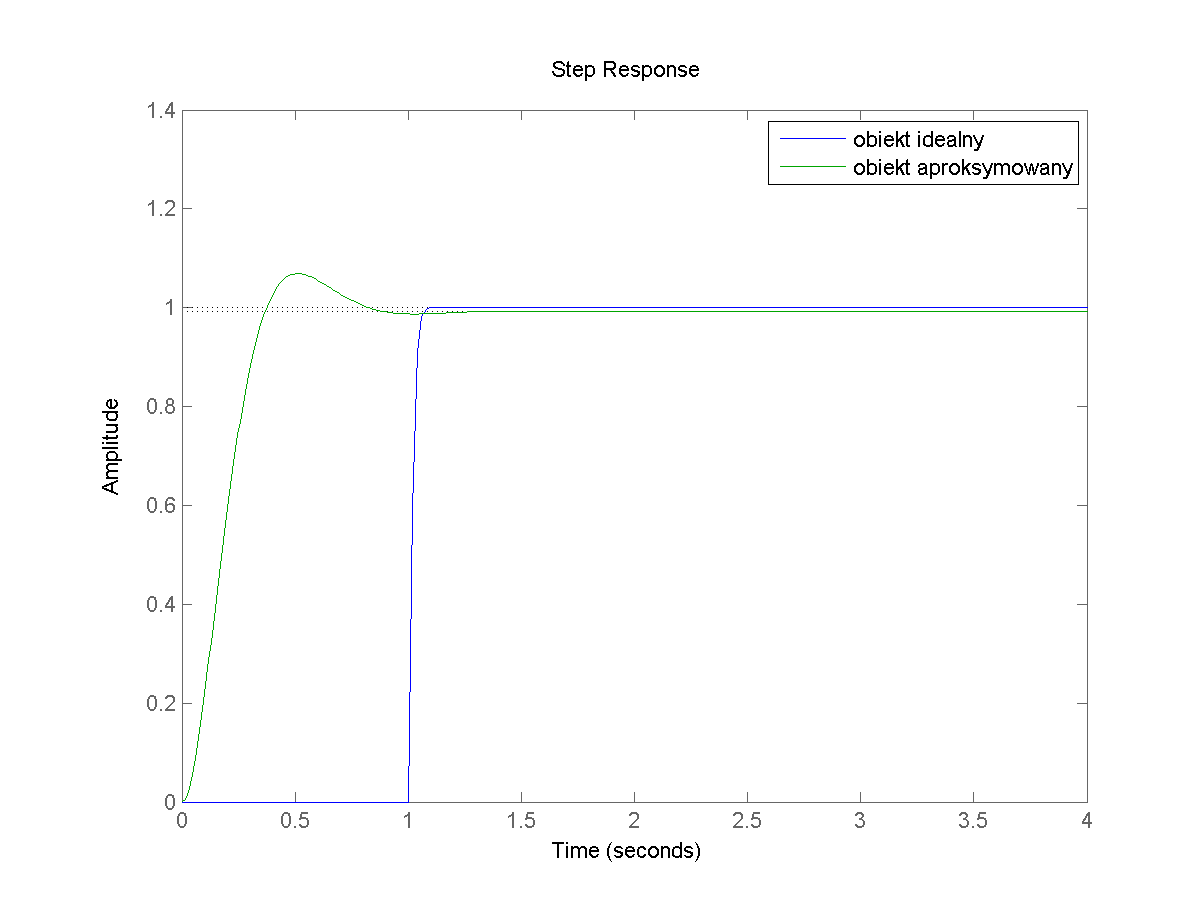 Step Response
1.4
1.2
1
0.8
0.6
0.4
0.2
0
Amplitude
obiekt idealny
obiekt aproksymowany
0 0.5 1 1.5 2 2.5 3 3.5 4
Time (seconds)